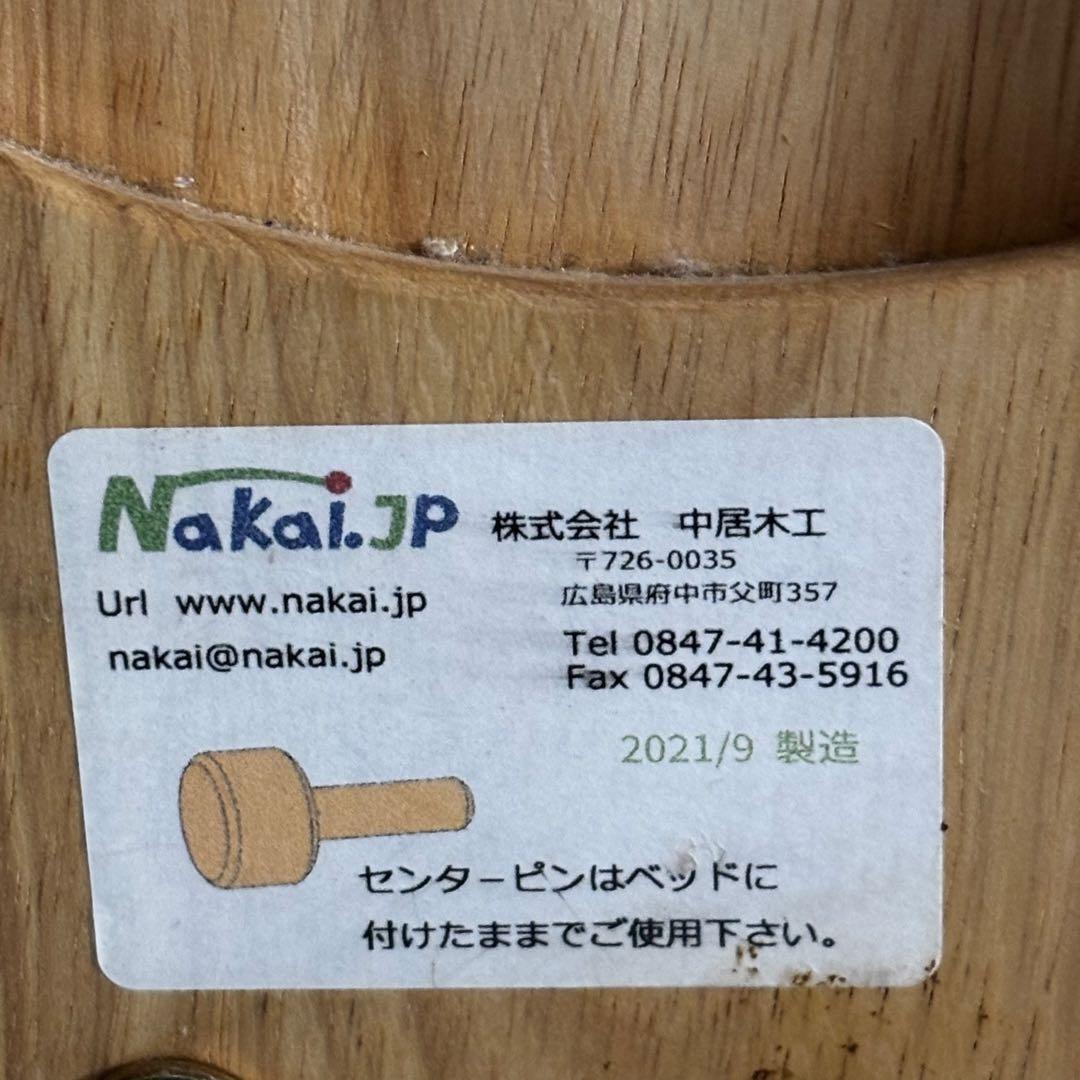 Nakai.JP
株式会社 中居木工
〒726-0035
広島県府中市父町357
Url www.nakai.jp
nakai@nakai.jp
Tel 0847-41-4200
Fax 0847-43-5916
2021/9 製造
センターピンはベッドに
付けたままでご使用下さい。